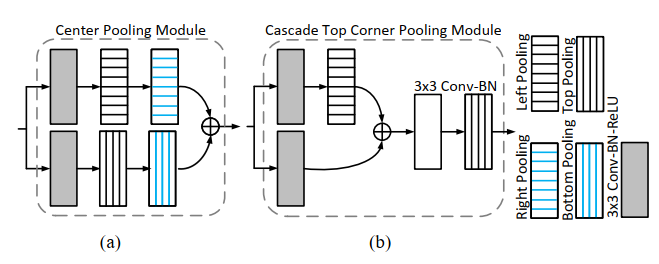 Center Pooling Module
Cascade Top Corner Pooling Module
3x3 Conv-BN
Left Pooling
Top Pooling
Right Pooling
Bottom Pooling
3x3 Conv-BN-ReLU
(a)
(b)